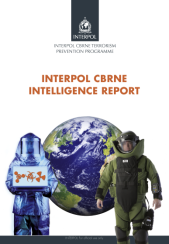 INTERPOL
INTERPOL CBRNE TERRORISM
PREVENTION PROGRAMME
INTERPOL CBRNE
INTELLIGENCE REPORT